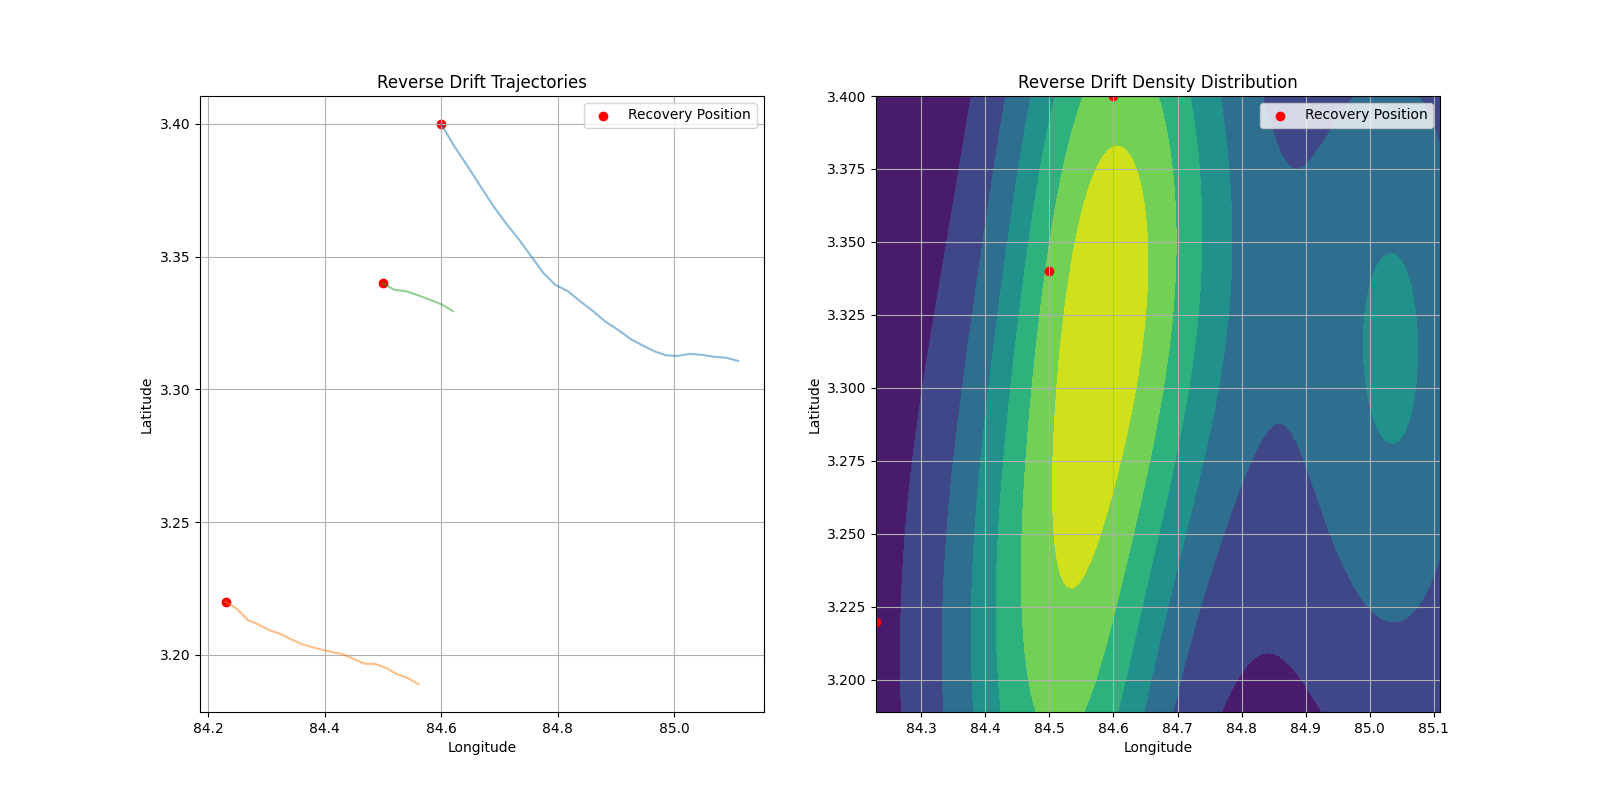 Reverse Drift Trajectories
Recovery Position
3.40
3.35
3.30
3.25
3.20
Latitude
84.2 84.4 84.6 84.8 85.0
Longitude
Reverse Drift Density Distribution
Recovery Position
3.400
3.375
3.350
3.325
3.300
3.275
3.250
3.225
3.200
Latitude
84.3 84.4 84.5 84.6 84.7 84.8 84.9 85.0 85.1
Longitude